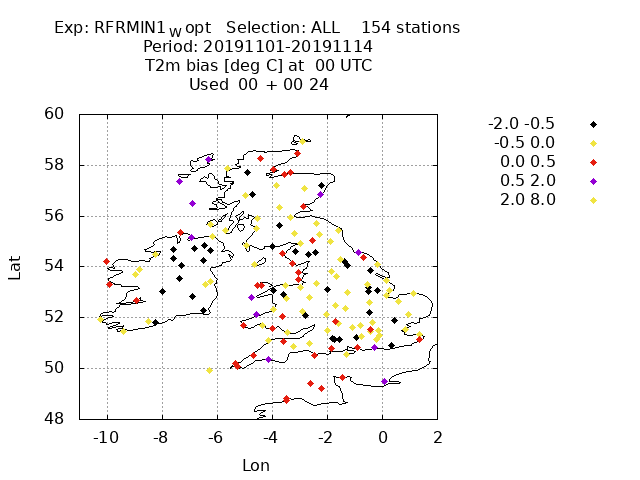 Exp: RFRMIN1 W opt Selection: ALL 154 stations
Period: 20191101-20191114
T2m bias [deg C] at 00 UTC
Used 00 + 00 24
60
58
56
54
52
50
48
-10 -8 -6 -4 -2 0 2
Lat
Lon
-2.0 -0.5
-0.5 0.0
0.0 0.5
0.5 2.0
2.0 8.0